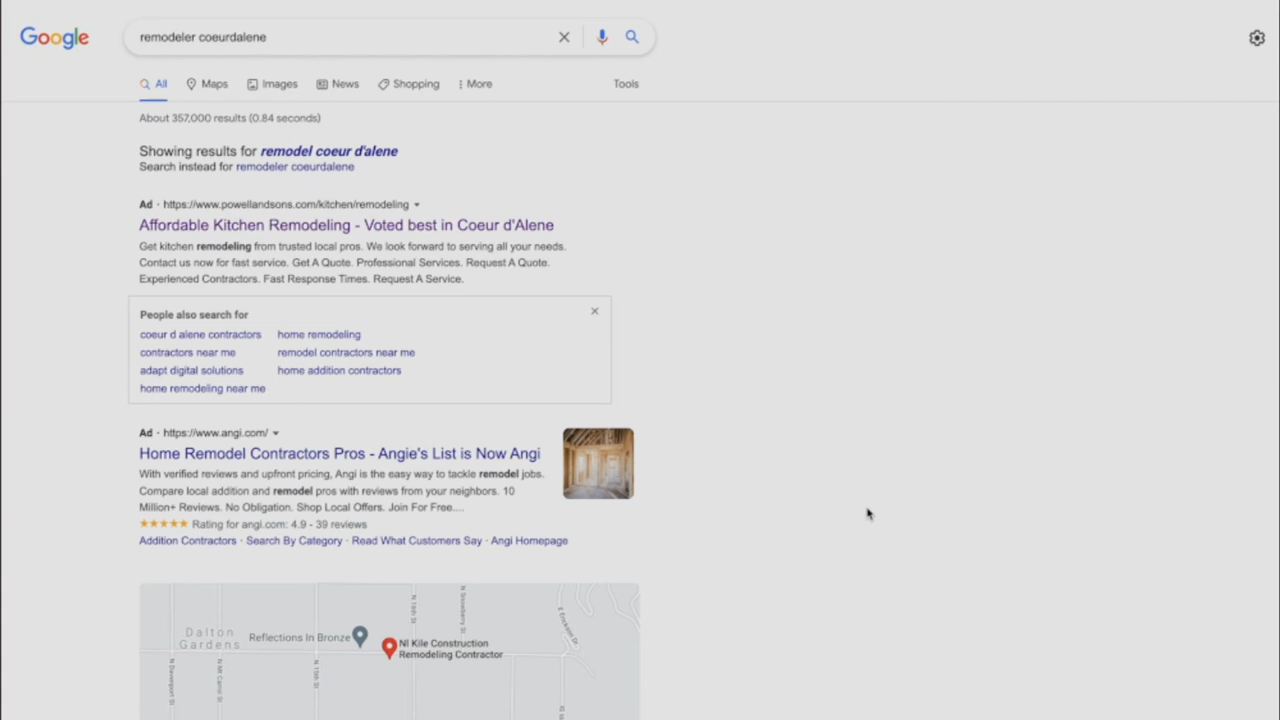 Google
remodeler coeurdalene
All Maps Images News Shopping More Tools
About 357,000 results (0.84 seconds)
Showing results for remodel coeur d'alene
Search instead for remodeler coeurdalene
Ad · https://www.powellandsons.com/kitchen/remodeling
Affordable Kitchen Remodeling - Voted best in Coeur d'Alene
Get kitchen remodeling from trusted local pros. We look forward to serving all your needs.
Contact us now for fast service. Get A Quote. Professional Services. Request A Quote.
Experienced Contractors. Fast Response Times. Request A Service.
People also search for
coeur d alene contractors home remodeling
contractors near me remodel contractors near me
adapt digital solutions home addition contractors
home remodeling near me
Ad · https://www.angi.com/
Home Remodel Contractors Pros - Angie's List is Now Angi
With verified reviews and upfront pricing, Angi is the easy way to tackle remodel jobs.
Compare local addition and remodel pros with reviews from your neighbors. 10
Million+ Reviews. No Obligation. Shop Local Offers. Join For Free....
Rating for angi.com: 4.9 - 39 reviews
Addition Contractors · Search By Category · Read What Customers Say · Angi Homepage
Dalton
Gardens
Reflections In Bronze
Nl Kile Construction
Remodeling Contractor
N Davenport St
N Mt Carrol St
N 15th St